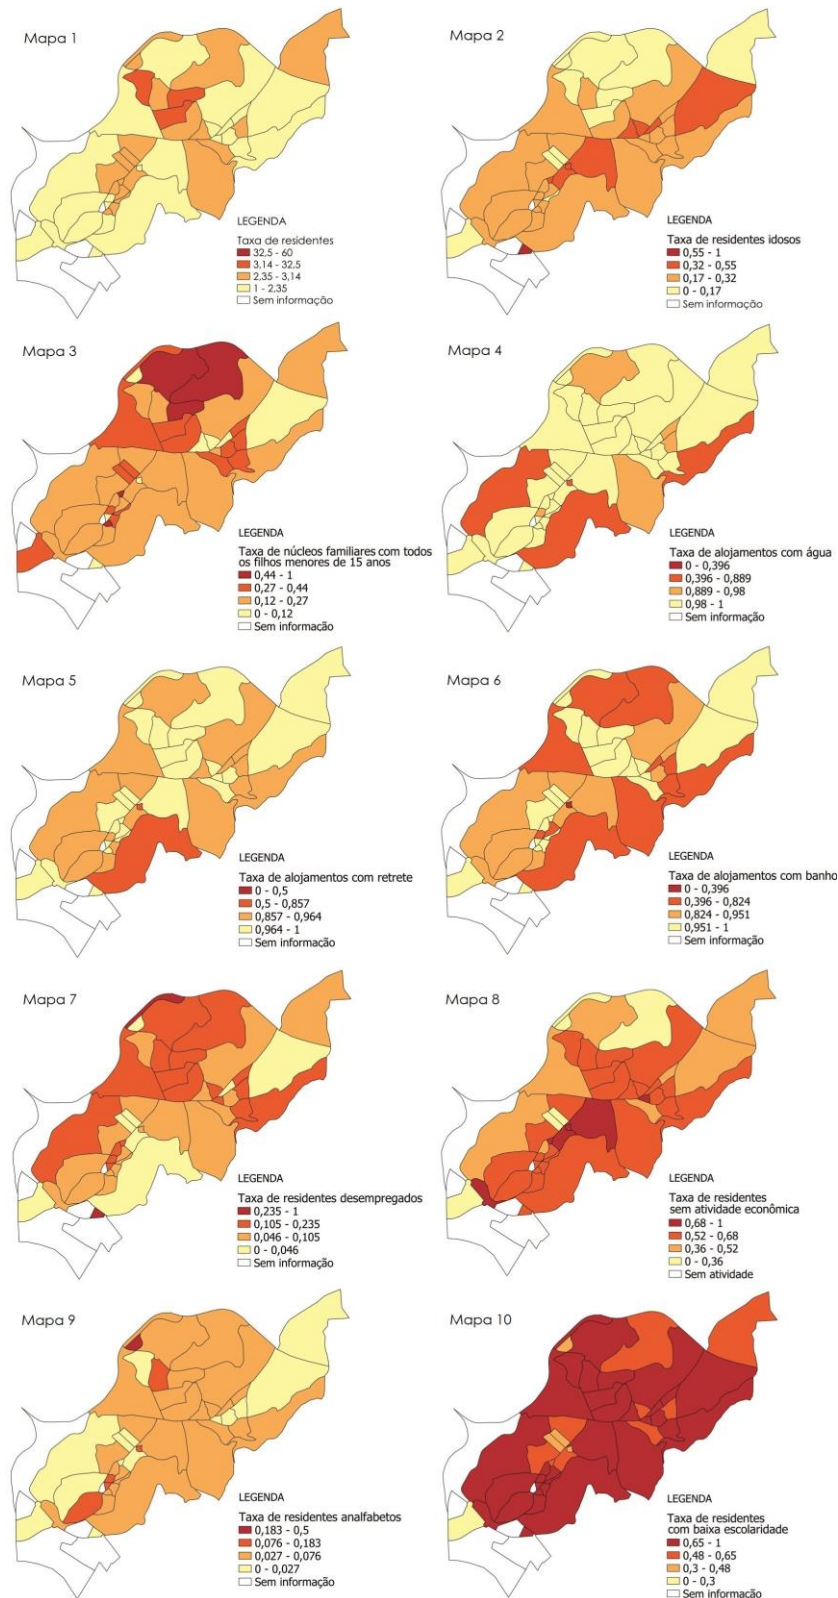 Mapa 1
LEGENDA
Taxa de residentes
32,5 - 60
3,14 - 32,5
2,35 - 3,14
1 - 2,35
Sem informação
Mapa 2
LEGENDA
Taxa de residentes idosos
0,55 - 1
0,32 - 0,55
0,17 - 0,32
0 - 0,17
Sem informação
Mapa 3
LEGENDA
Taxa de núcleos familiares com todos
os filhos menores de 15 anos
0,44 - 1
0,27 - 0,44
0,12 - 0,27
0 - 0,12
Sem informação
Mapa 4
LEGENDA
Taxa de alojamentos com água
0 - 0,396
0,396 - 0,889
0,889 - 0,98
0,98 - 1
Sem informação
Mapa 5
LEGENDA
Taxa de alojamentos com retrete
0 - 0,5
0,5 - 0,857
0,857 - 0,964
0,964 - 1
Sem informação
Mapa 6
LEGENDA
Taxa de alojamentos com banho
0 - 0,396
0,396 - 0,824
0,824 - 0,951
0,951 - 1
Sem informação
Mapa 7
LEGENDA
Taxa de residentes desempregados
0,235 - 1
0,105 - 0,235
0,046 - 0,105
0 - 0,046
Sem informação
Mapa 8
LEGENDA
Taxa de residentes
sem atividade econômica
0,68 - 1
0,52 - 0,68
0,36 - 0,52
0 - 0,36
Sem atividade
Mapa 9
LEGENDA
Taxa de residentes analfabetos
0,183 - 0,5
0,076 - 0,183
0,027 - 0,076
0 - 0,027
Sem informação
Mapa 10
LEGENDA
Taxa de residentes
com baixa escolaridade
0,65 - 1
0,48 - 0,65
0,3 - 0,48
0 - 0,3
Sem informação